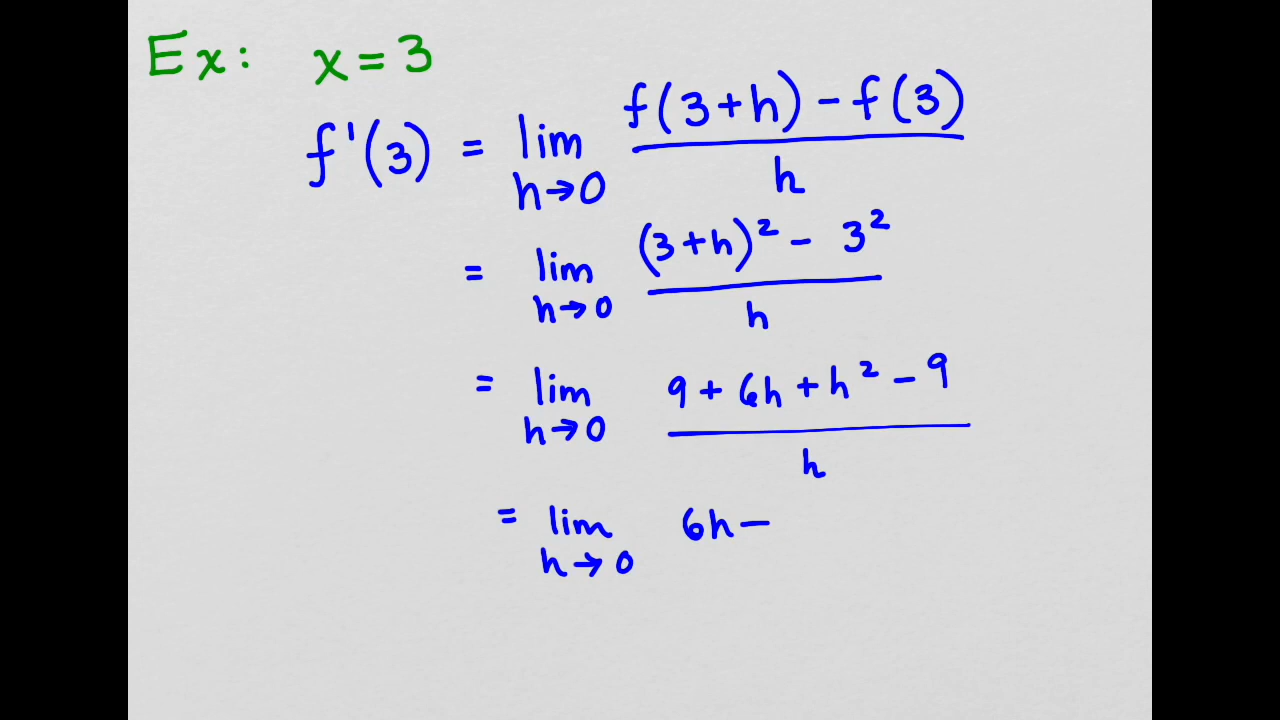 Ex: x = 3
f'(3) = lim h→0 f(3+h) - f(3) / h
= lim h→0 (3+h)² - 3² / h
= lim h→0 9 + 6h + h² - 9 / h
= lim h→0 6h -